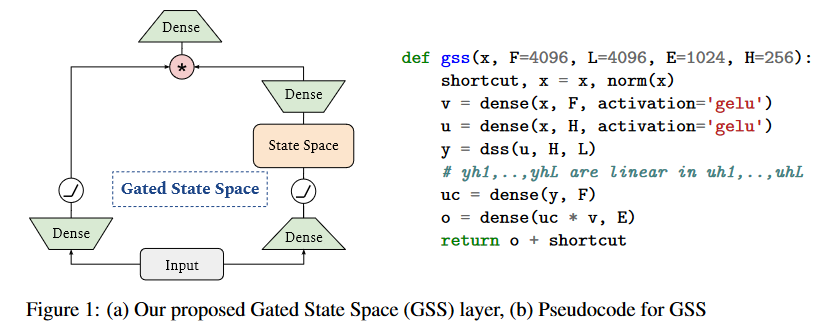 Dense
*
Dense
State Space
Gated State Space
Dense
Dense
Input
def gss(x, F=4096, L=4096, E=1024, H=256):
shortcut, x = x, norm(x)
v = dense(x, F, activation='gelu')
u = dense(x, H, activation='gelu')
y = dss(u, H, L)
# yh1,..,yhL are linear in uh1,..,uhL
uc = dense(y, F)
o = dense(uc * v, E)
return o + shortcut
Figure 1: (a) Our proposed Gated State Space (GSS) layer, (b) Pseudocode for GSS